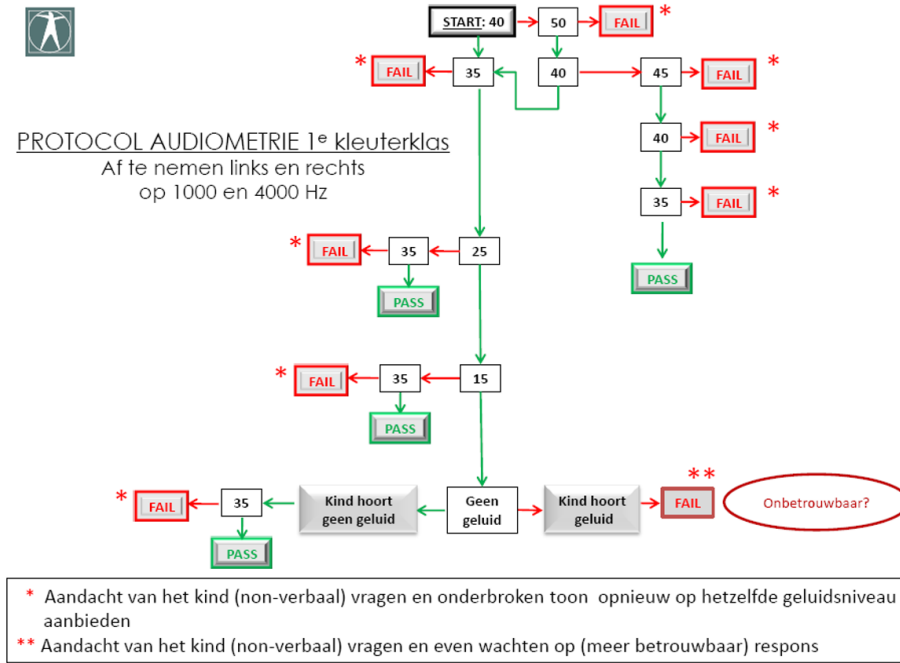 START: 40
50
FAIL *
* FAIL
35
40
45
FAIL *
PROTOCOL AUDIOMETRIE 1e kleuterklas
Af te nemen links en rechts
op 1000 en 4000 Hz
40
FAIL *
35
FAIL *
PASS
* FAIL
35
25
PASS
* FAIL
35
15
PASS
* FAIL
35
Kind hoort
geen geluid
Geen
geluid
Kind hoort
geluid
**
FAIL
Onbetrouwbaar?
PASS
* Aandacht van het kind (non-verbaal) vragen en onderbroken toon opnieuw op hetzelfde geluidsniveau
aanbieden
** Aandacht van het kind (non-verbaal) vragen en even wachten op (meer betrouwbaar) respons